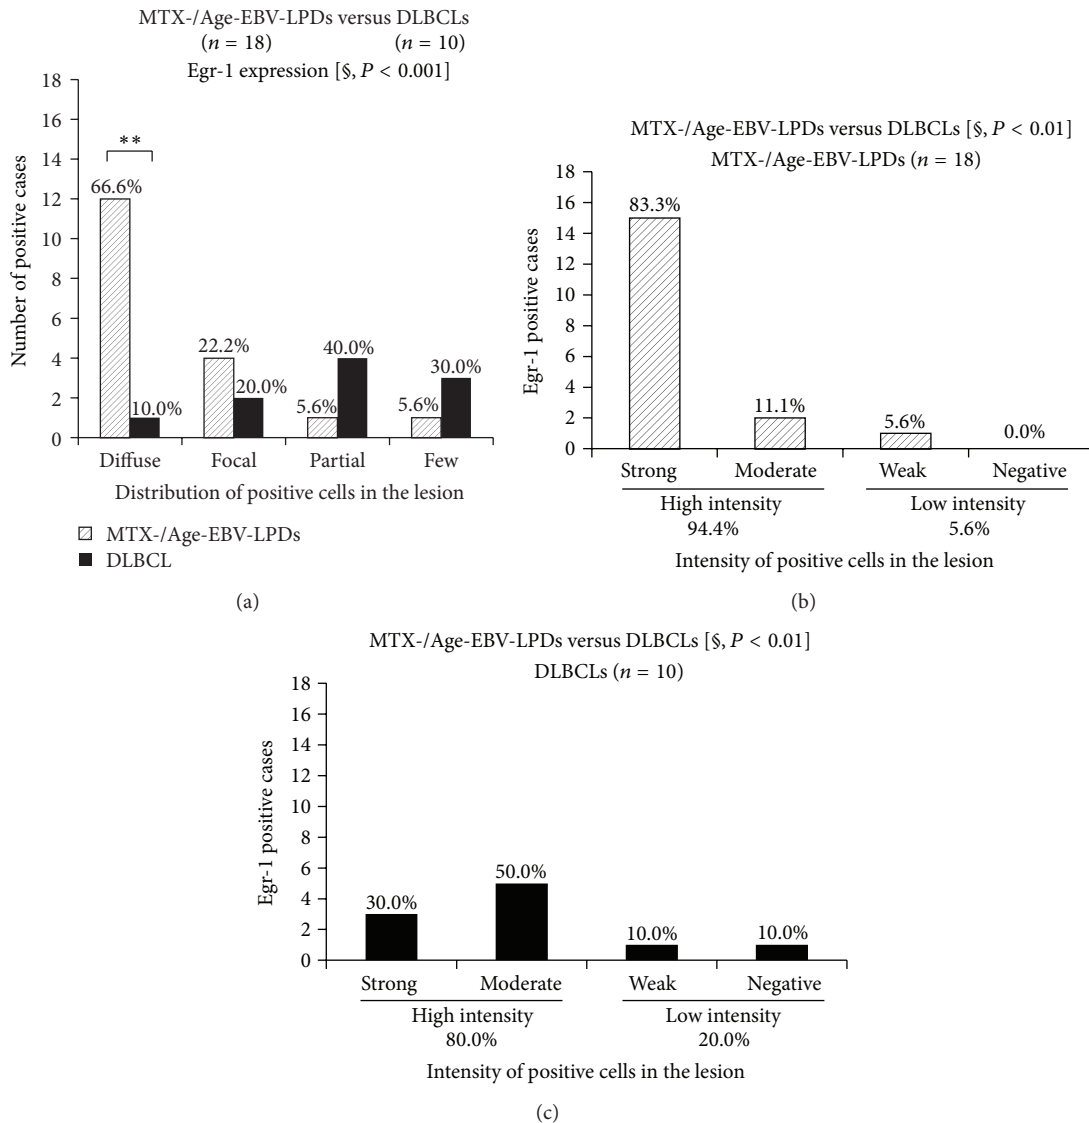 MTX-/Age-EBV-LPDs versus DLBCLs
(n = 18) (n = 10)
Egr-1 expression [§, P < 0.001]
Number of positive cases
18
16
14
12
10
8
6
4
2
0
**
66.6%
10.0%
22.2%
20.0%
5.6%
40.0%
5.6%
30.0%
Diffuse Focal Partial Few
Distribution of positive cells in the lesion
MTX-/Age-EBV-LPDs
DLBCL
(a)
MTX-/Age-EBV-LPDs versus DLBCLs [§, P < 0.01]
MTX-/Age-EBV-LPDs (n = 18)
Egr-1 positive cases
18
16
14
12
10
8
6
4
2
0
83.3%
11.1%
5.6%
0.0%
Strong Moderate Weak Negative
High intensity Low intensity
94.4% 5.6%
Intensity of positive cells in the lesion
(b)
MTX-/Age-EBV-LPDs versus DLBCLs [§, P < 0.01]
DLBCLs (n = 10)
Egr-1 positive cases
18
16
14
12
10
8
6
4
2
0
30.0%
50.0%
10.0%
10.0%
Strong Moderate Weak Negative
High intensity Low intensity
80.0% 20.0%
Intensity of positive cells in the lesion
(c)